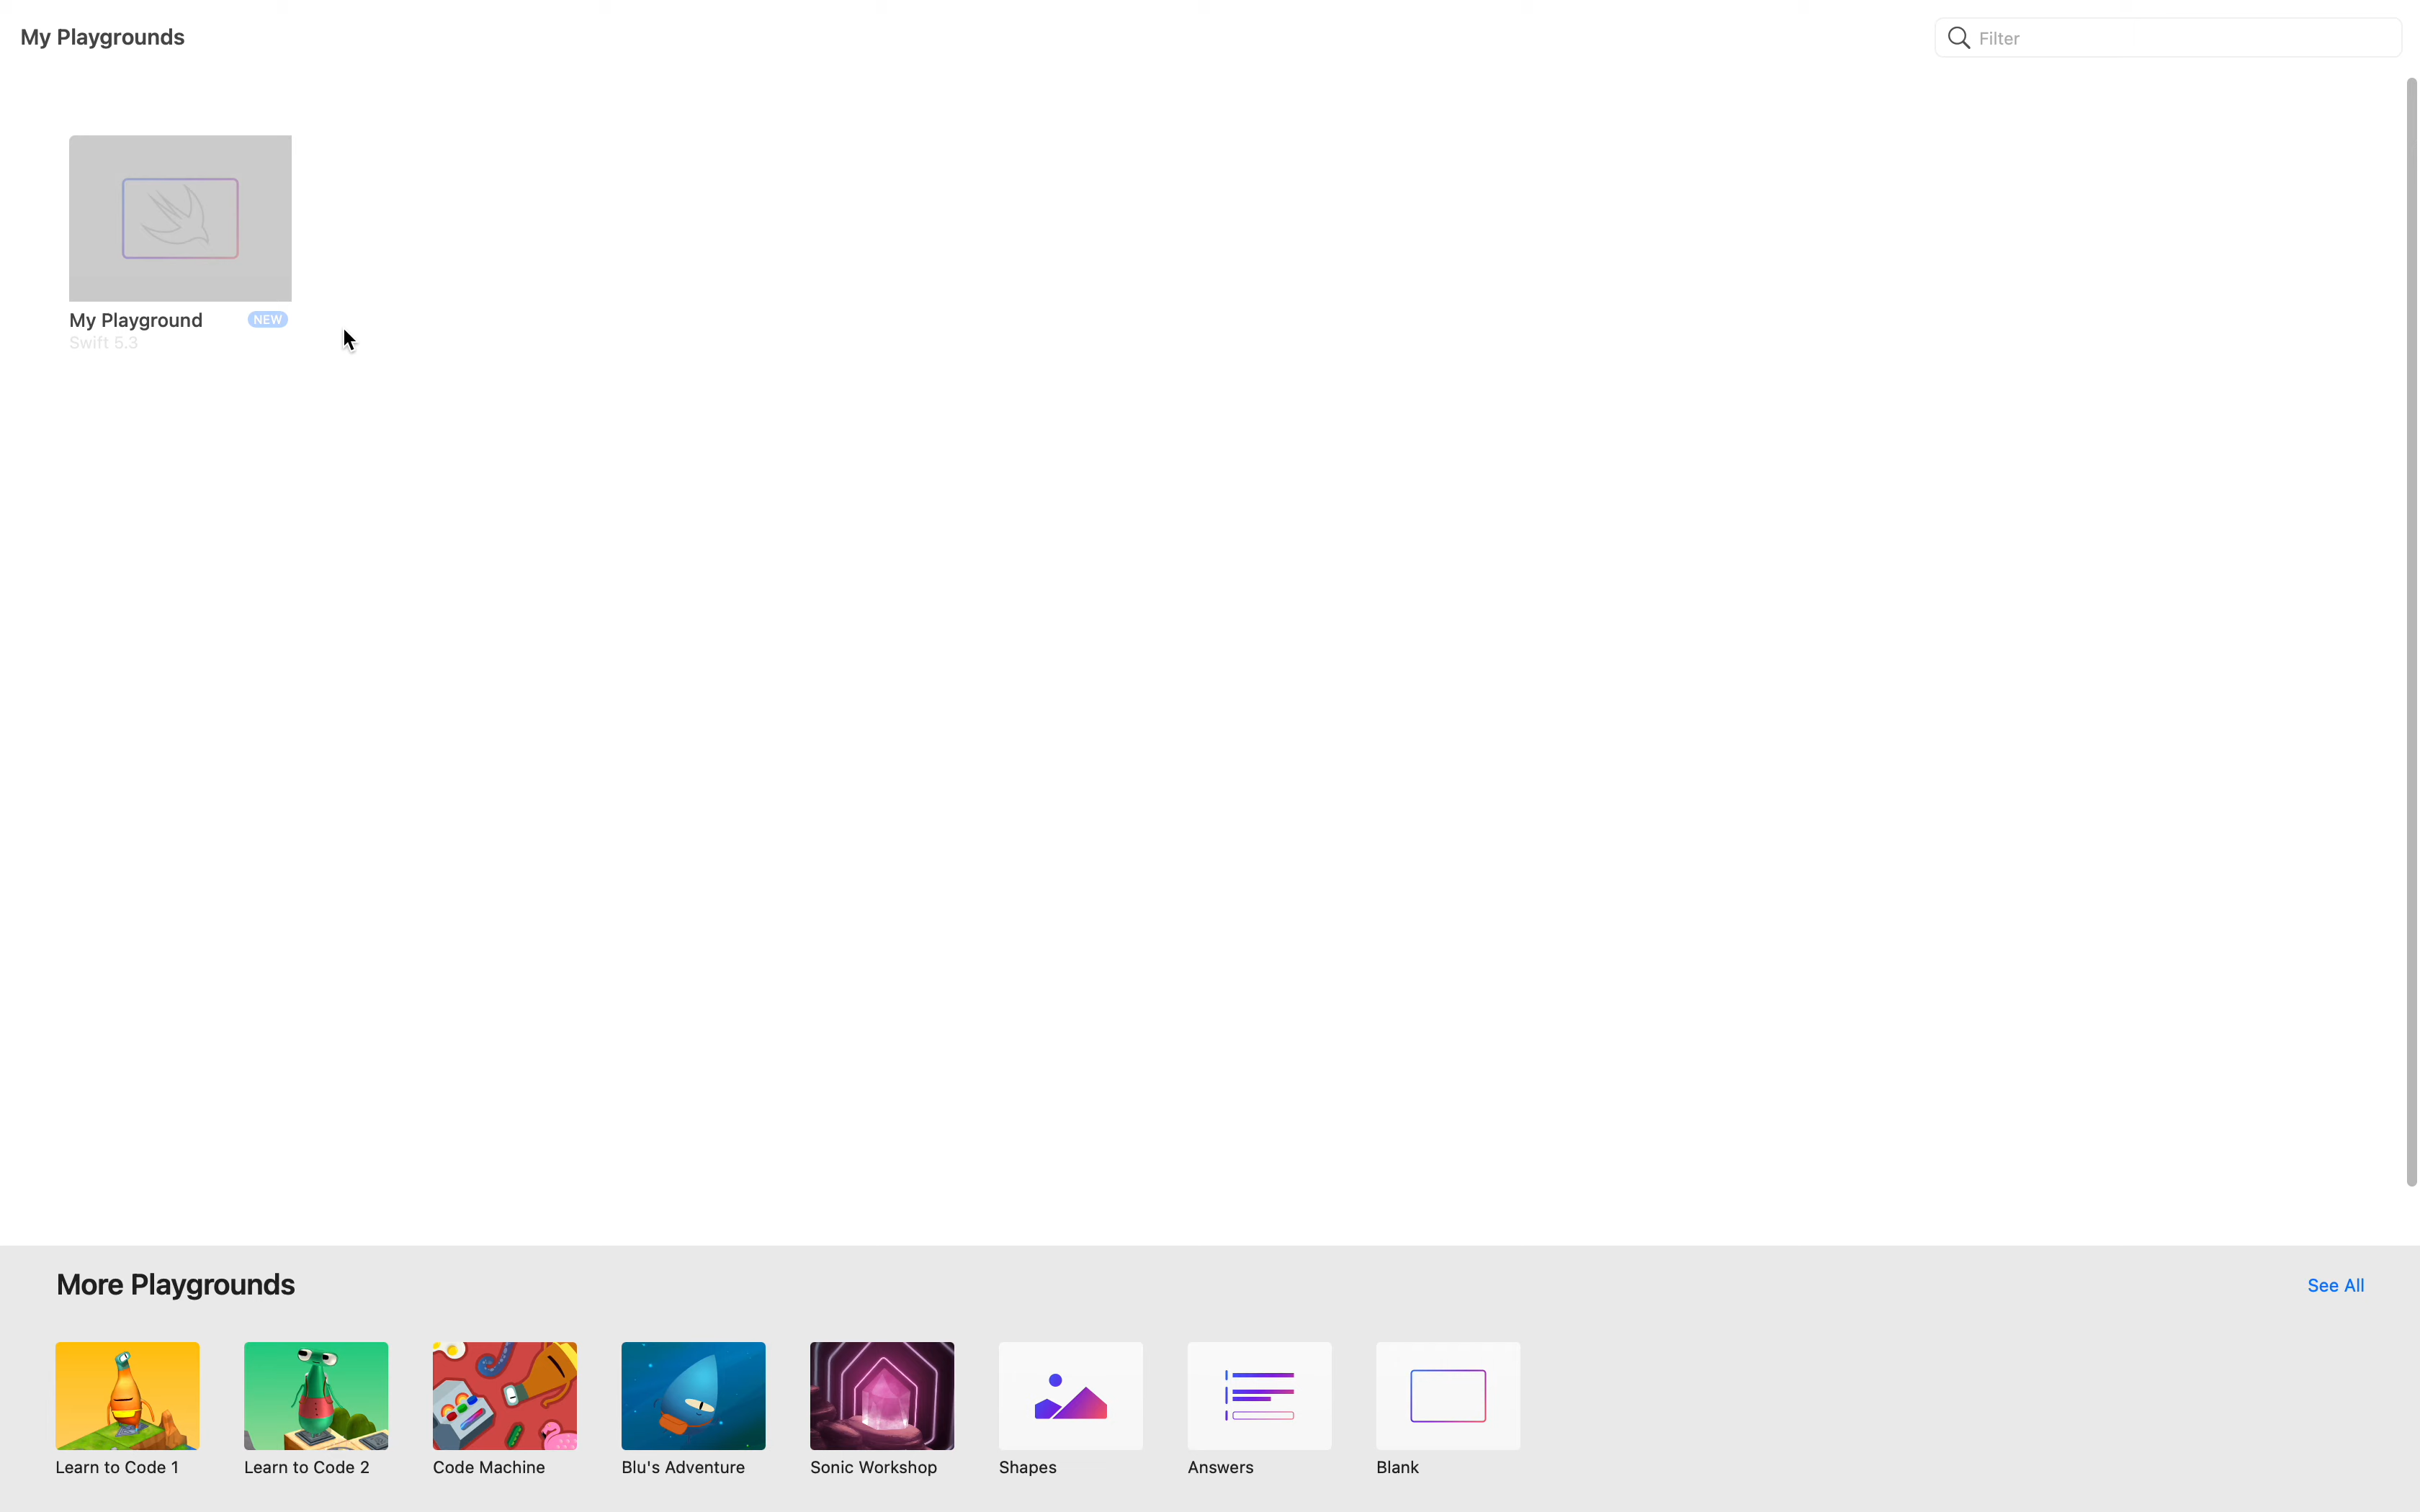 My Playgrounds
Filter
My Playground NEW
Swift 5.3
More Playgrounds
See All
Learn to Code 1
Learn to Code 2
Code Machine
Blu's Adventure
Sonic Workshop
Shapes
Answers
Blank